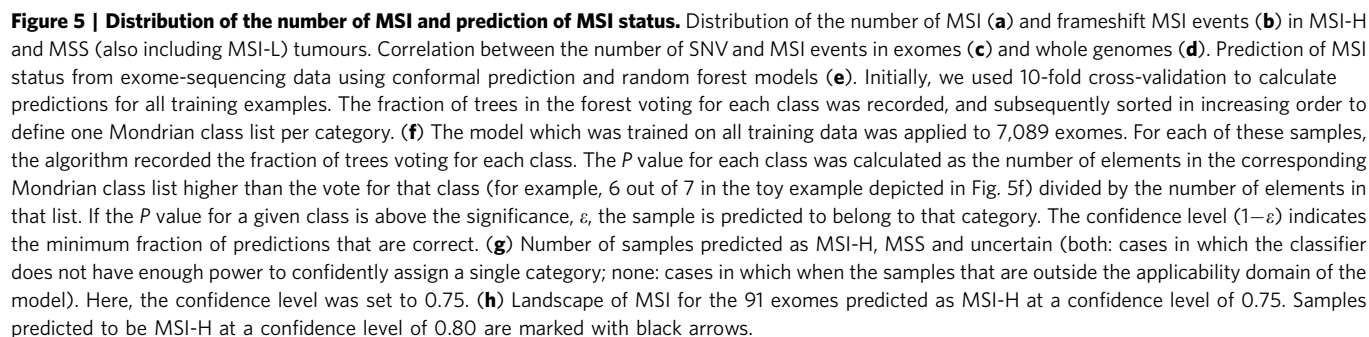 Figure 5 | Distribution of the number of MSI and prediction of MSI status. Distribution of the number of MSI (a) and frameshift MSI events (b) in MSI-H
and MSS (also including MSI-L) tumours. Correlation between the number of SNV and MSI events in exomes (c) and whole genomes (d). Prediction of MSI
status from exome-sequencing data using conformal prediction and random forest models (e). Initially, we used 10-fold cross-validation to calculate
predictions for all training examples. The fraction of trees in the forest voting for each class was recorded, and subsequently sorted in increasing order to
define one Mondrian class list per category. (f) The model which was trained on all training data was applied to 7,089 exomes. For each of these samples,
the algorithm recorded the fraction of trees voting for each class. The P value for each class was calculated as the number of elements in the corresponding
Mondrian class list higher than the vote for that class (for example, 6 out of 7 in the toy example depicted in Fig. 5f) divided by the number of elements in
that list. If the P value for a given class is above the significance, ε, the sample is predicted to belong to that category. The confidence level (1−ε) indicates
the minimum fraction of predictions that are correct. (g) Number of samples predicted as MSI-H, MSS and uncertain (both: cases in which the classifier
does not have enough power to confidently assign a single category; none: cases in which when the samples that are outside the applicability domain of the
model). Here, the confidence level was set to 0.75. (h) Landscape of MSI for the 91 exomes predicted as MSI-H at a confidence level of 0.75. Samples
predicted to be MSI-H at a confidence level of 0.80 are marked with black arrows.